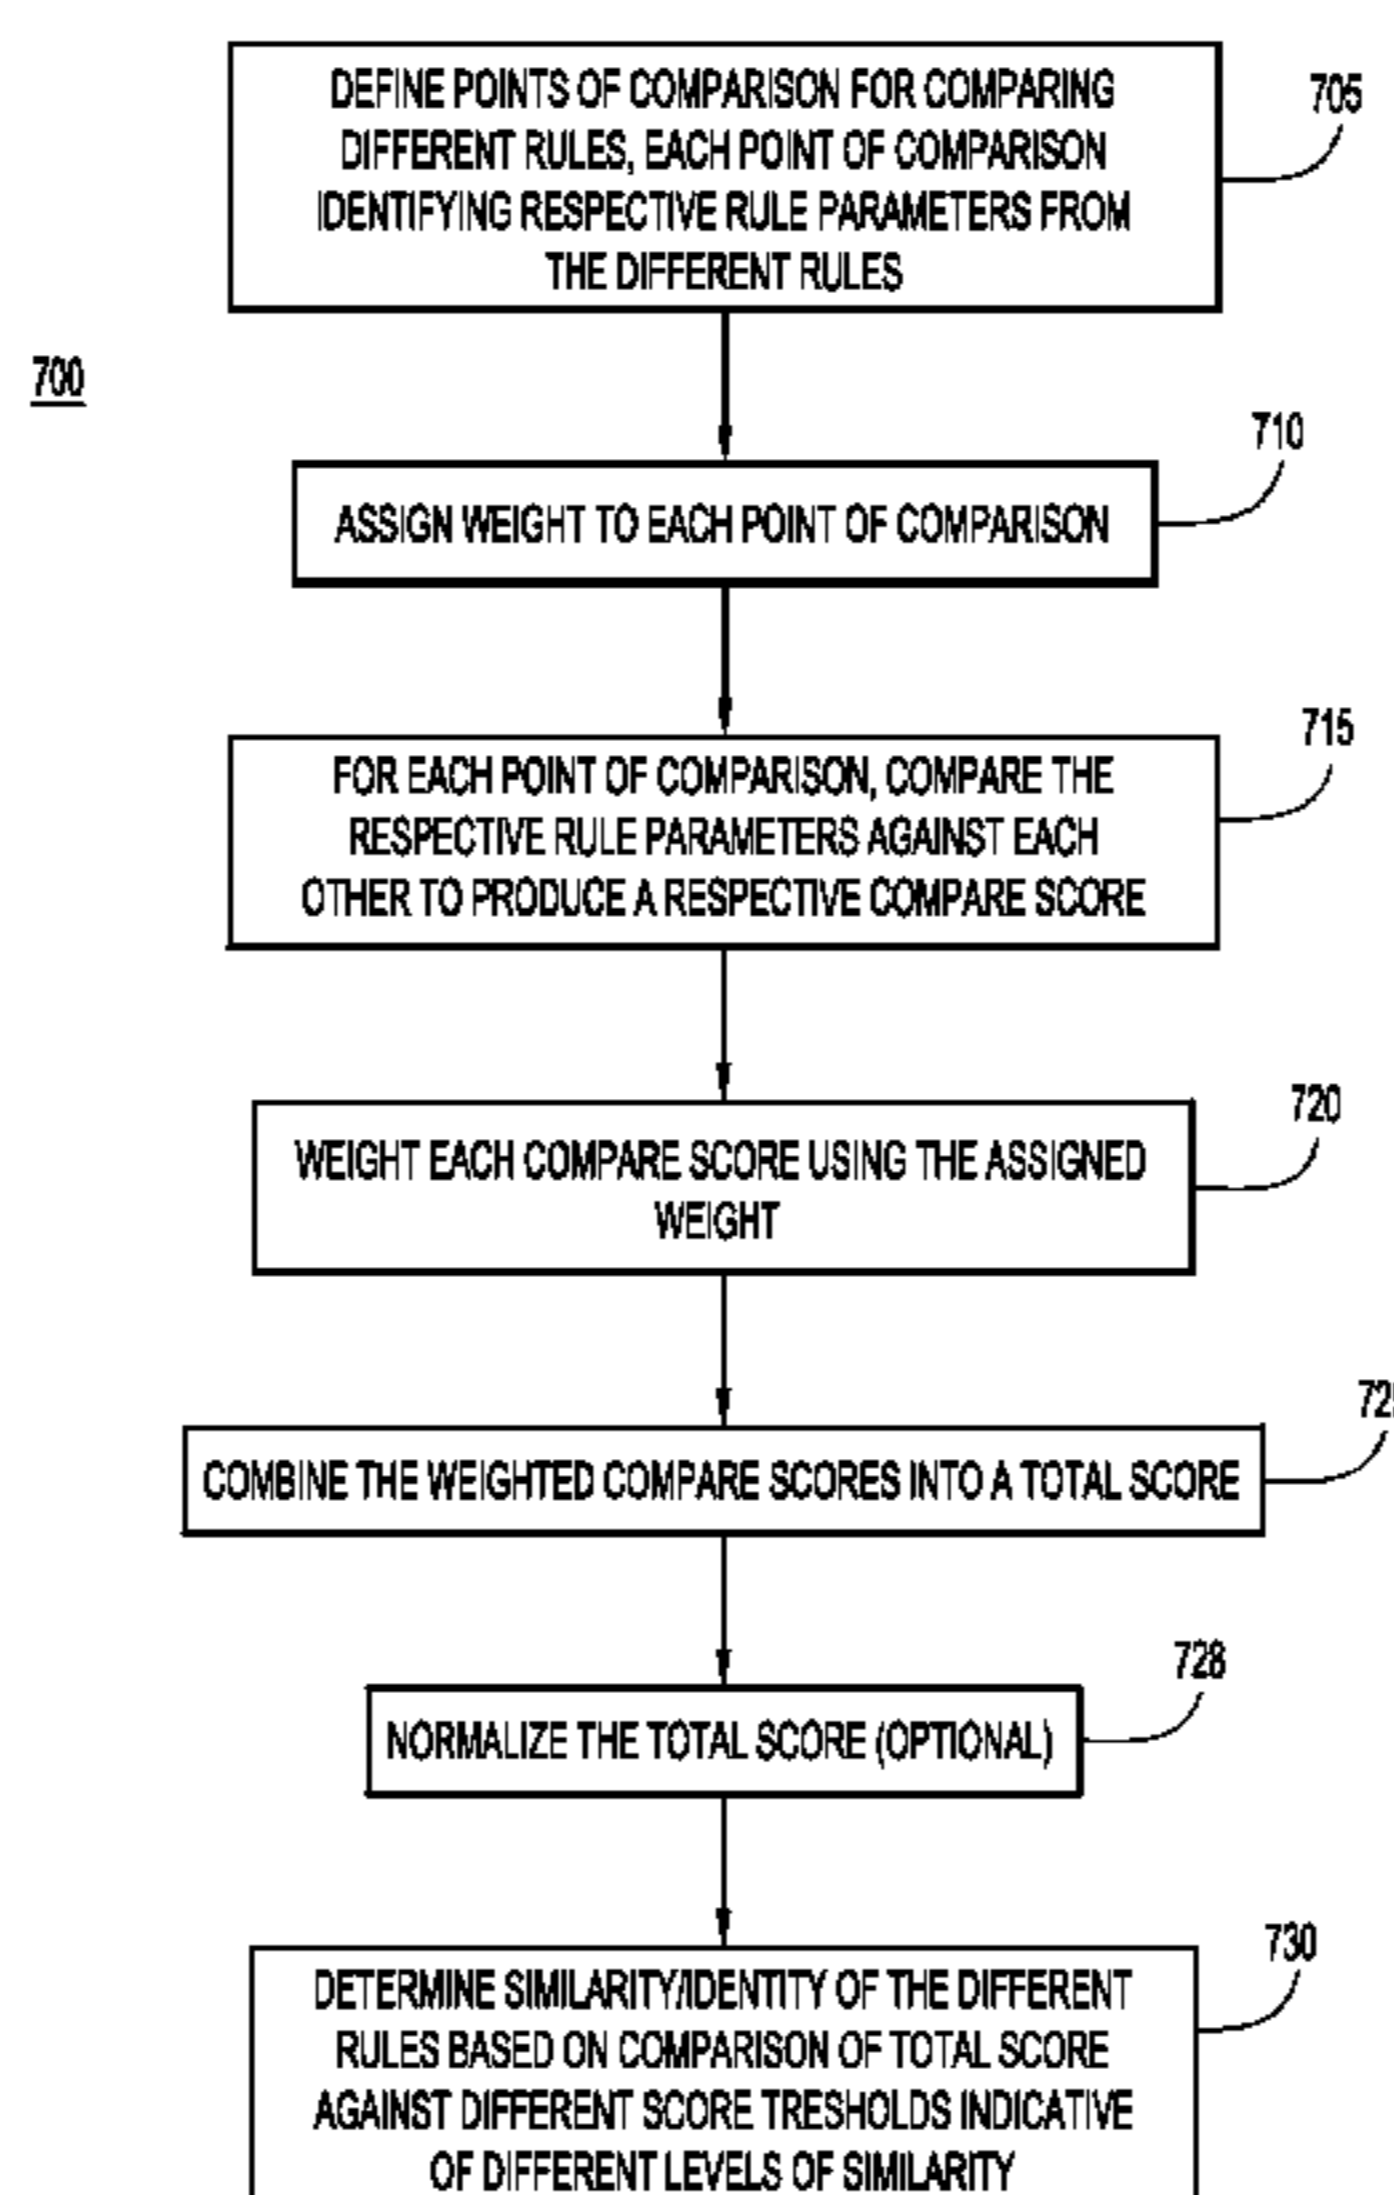 DEFINE POINTS OF COMPARISON FOR COMPARING
DIFFERENT RULES, EACH POINT OF COMPARISON
IDENTIFYING RESPECTIVE RULE PARAMETERS FROM
THE DIFFERENT RULES
705
700
710
ASSIGN WEIGHT TO EACH POINT OF COMPARISON
715
FOR EACH POINT OF COMPARISON, COMPARE THE
RESPECTIVE RULE PARAMETERS AGAINST EACH
OTHER TO PRODUCE A RESPECTIVE COMPARE SCORE
720
WEIGHT EACH COMPARE SCORE USING THE ASSIGNED
WEIGHT
COMBINE THE WEIGHTED COMPARE SCORES INTO A TOTAL SCORE
728
NORMALIZE THE TOTAL SCORE (OPTIONAL)
730
DETERMINE SIMILARITY/IDENTITY OF THE DIFFERENT
RULES BASED ON COMPARISON OF TOTAL SCORE
AGAINST DIFFERENT SCORE TRESHOLDS INDICATIVE
OF DIFFERENT LEVELS OF SIMILARITY